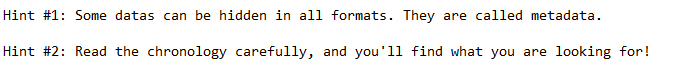 Hint #1: Some datas can be hidden in all formats. They are called metadata.
Hint #2: Read the chronology carefully, and you'll find what you are looking for!